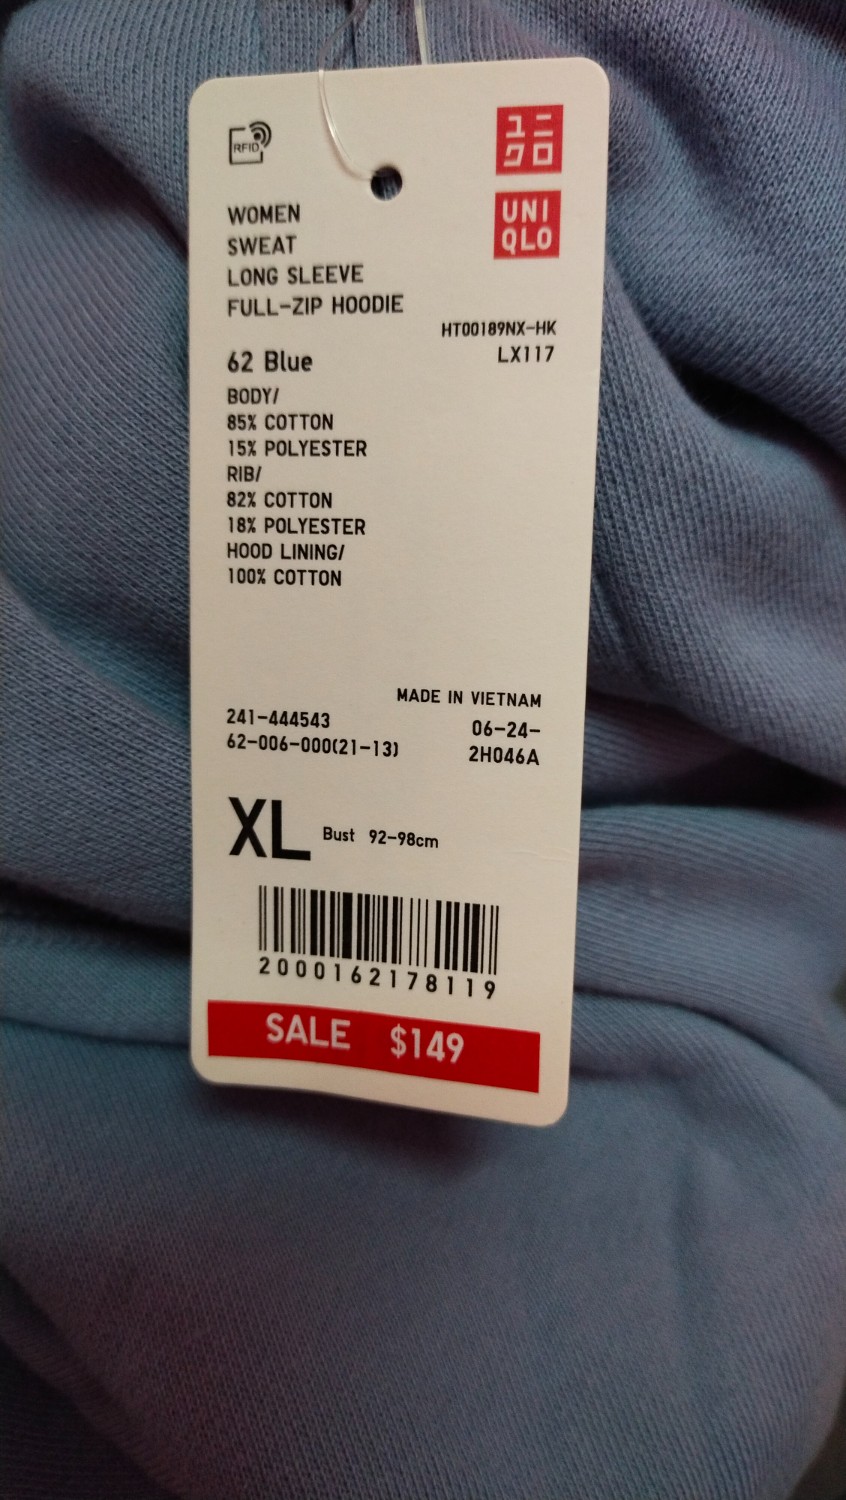 RFID
ユニ
クロ
UNI
QLO
WOMEN
SWEAT
LONG SLEEVE
FULL-ZIP HOODIE
HT00189NX-HK
LX117
62 Blue
BODY/
85% COTTON
15% POLYESTER
RIB/
82% COTTON
18% POLYESTER
HOOD LINING/
100% COTTON
MADE IN VIETNAM
241-444543
06-24-
62-006-000(21-13)
2H046A
XL Bust 92-98cm
2000162178119
SALE $149